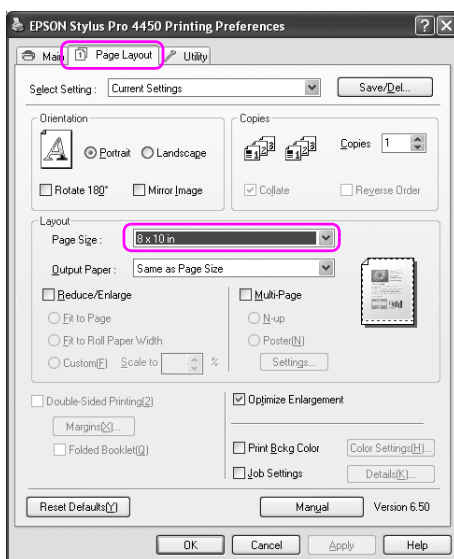 EPSON Stylus Pro 4450 Printing Preferences
Main Page Layout Utility
Select Setting : Current Settings Save/Del...
Orientation
A Portrait Landscape
Rotate 180° Mirror Image
Copies
Copies 1
Collate Reverse Order
Layout
Page Size : 8 x 10 in
Output Paper : Same as Page Size
Reduce/Enlarge
Fit to Page
Fit to Roll Paper Width
Custom(F) Scale to %
Multi-Page
N-up
Poster(N)
Settings...
Double-Sided Printing(2)
Margins(X)...
Folded Booklet(Q)
Optimize Enlargement
Print Bckg Color Color Settings(H)...
Job Settings Details(K)...
Reset Defaults(Y) Manual Version 6.50
OK Cancel Apply Help